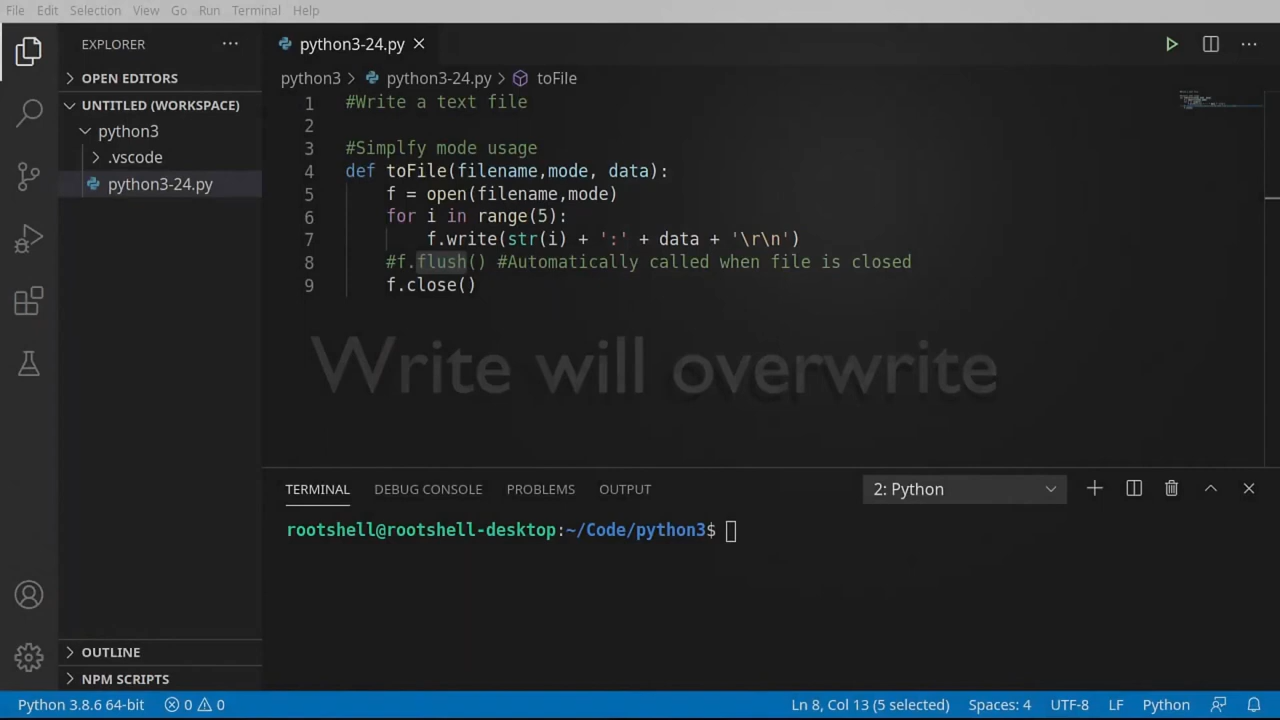 File Edit Selection View Go Run Terminal Help
EXPLORER
python3-24.py
OPEN EDITORS
python3 > python3-24.py > toFile
UNTITLED (WORKSPACE)
python3
.vscode
python3-24.py
1 #Write a text file
2
3 #Simplfy mode usage
4 def toFile(filename,mode, data):
5 f = open(filename,mode)
6 for i in range(5):
7 f.write(str(i) + ':' + data + '\r\n')
8 #f.flush() #Automatically called when file is closed
9 f.close()
Write will overwrite
TERMINAL DEBUG CONSOLE PROBLEMS OUTPUT 2: Python
rootshell@rootshell-desktop:~/Code/python3$
OUTLINE
NPM SCRIPTS
Python 3.8.6 64-bit 0 0 Ln 8, Col 13 (5 selected) Spaces: 4 UTF-8 LF Python